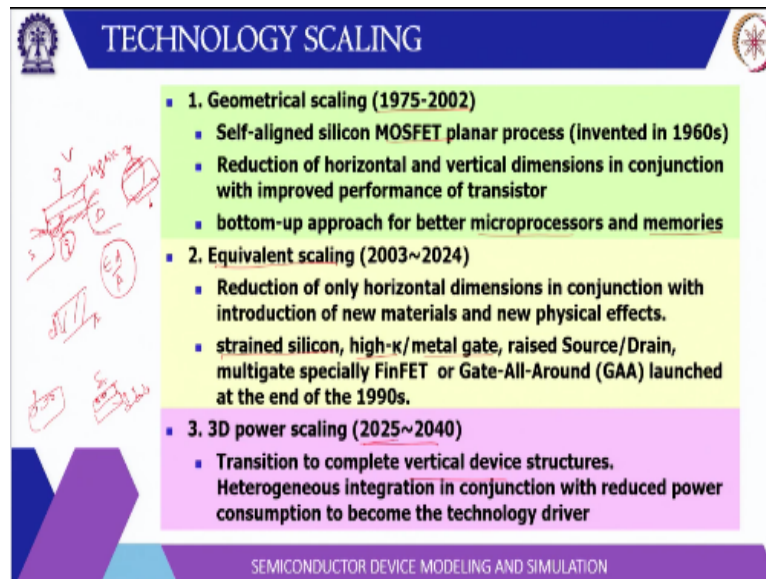 TECHNOLOGY SCALING
1. Geometrical scaling (1975-2002)
Self-aligned silicon MOSFET planar process (invented in 1960s)
Reduction of horizontal and vertical dimensions in conjunction
with improved performance of transistor
bottom-up approach for better microprocessors and memories
2. Equivalent scaling (2003~2024)
Reduction of only horizontal dimensions in conjunction with
introduction of new materials and new physical effects.
strained silicon, high-κ/metal gate, raised Source/Drain,
multigate specially FinFET or Gate-All-Around (GAA) launched
at the end of the 1990s.
3. 3D power scaling (2025~2040)
Transition to complete vertical device structures.
Heterogeneous integration in conjunction with reduced power
consumption to become the technology driver
SEMICONDUCTOR DEVICE MODELING AND SIMULATION